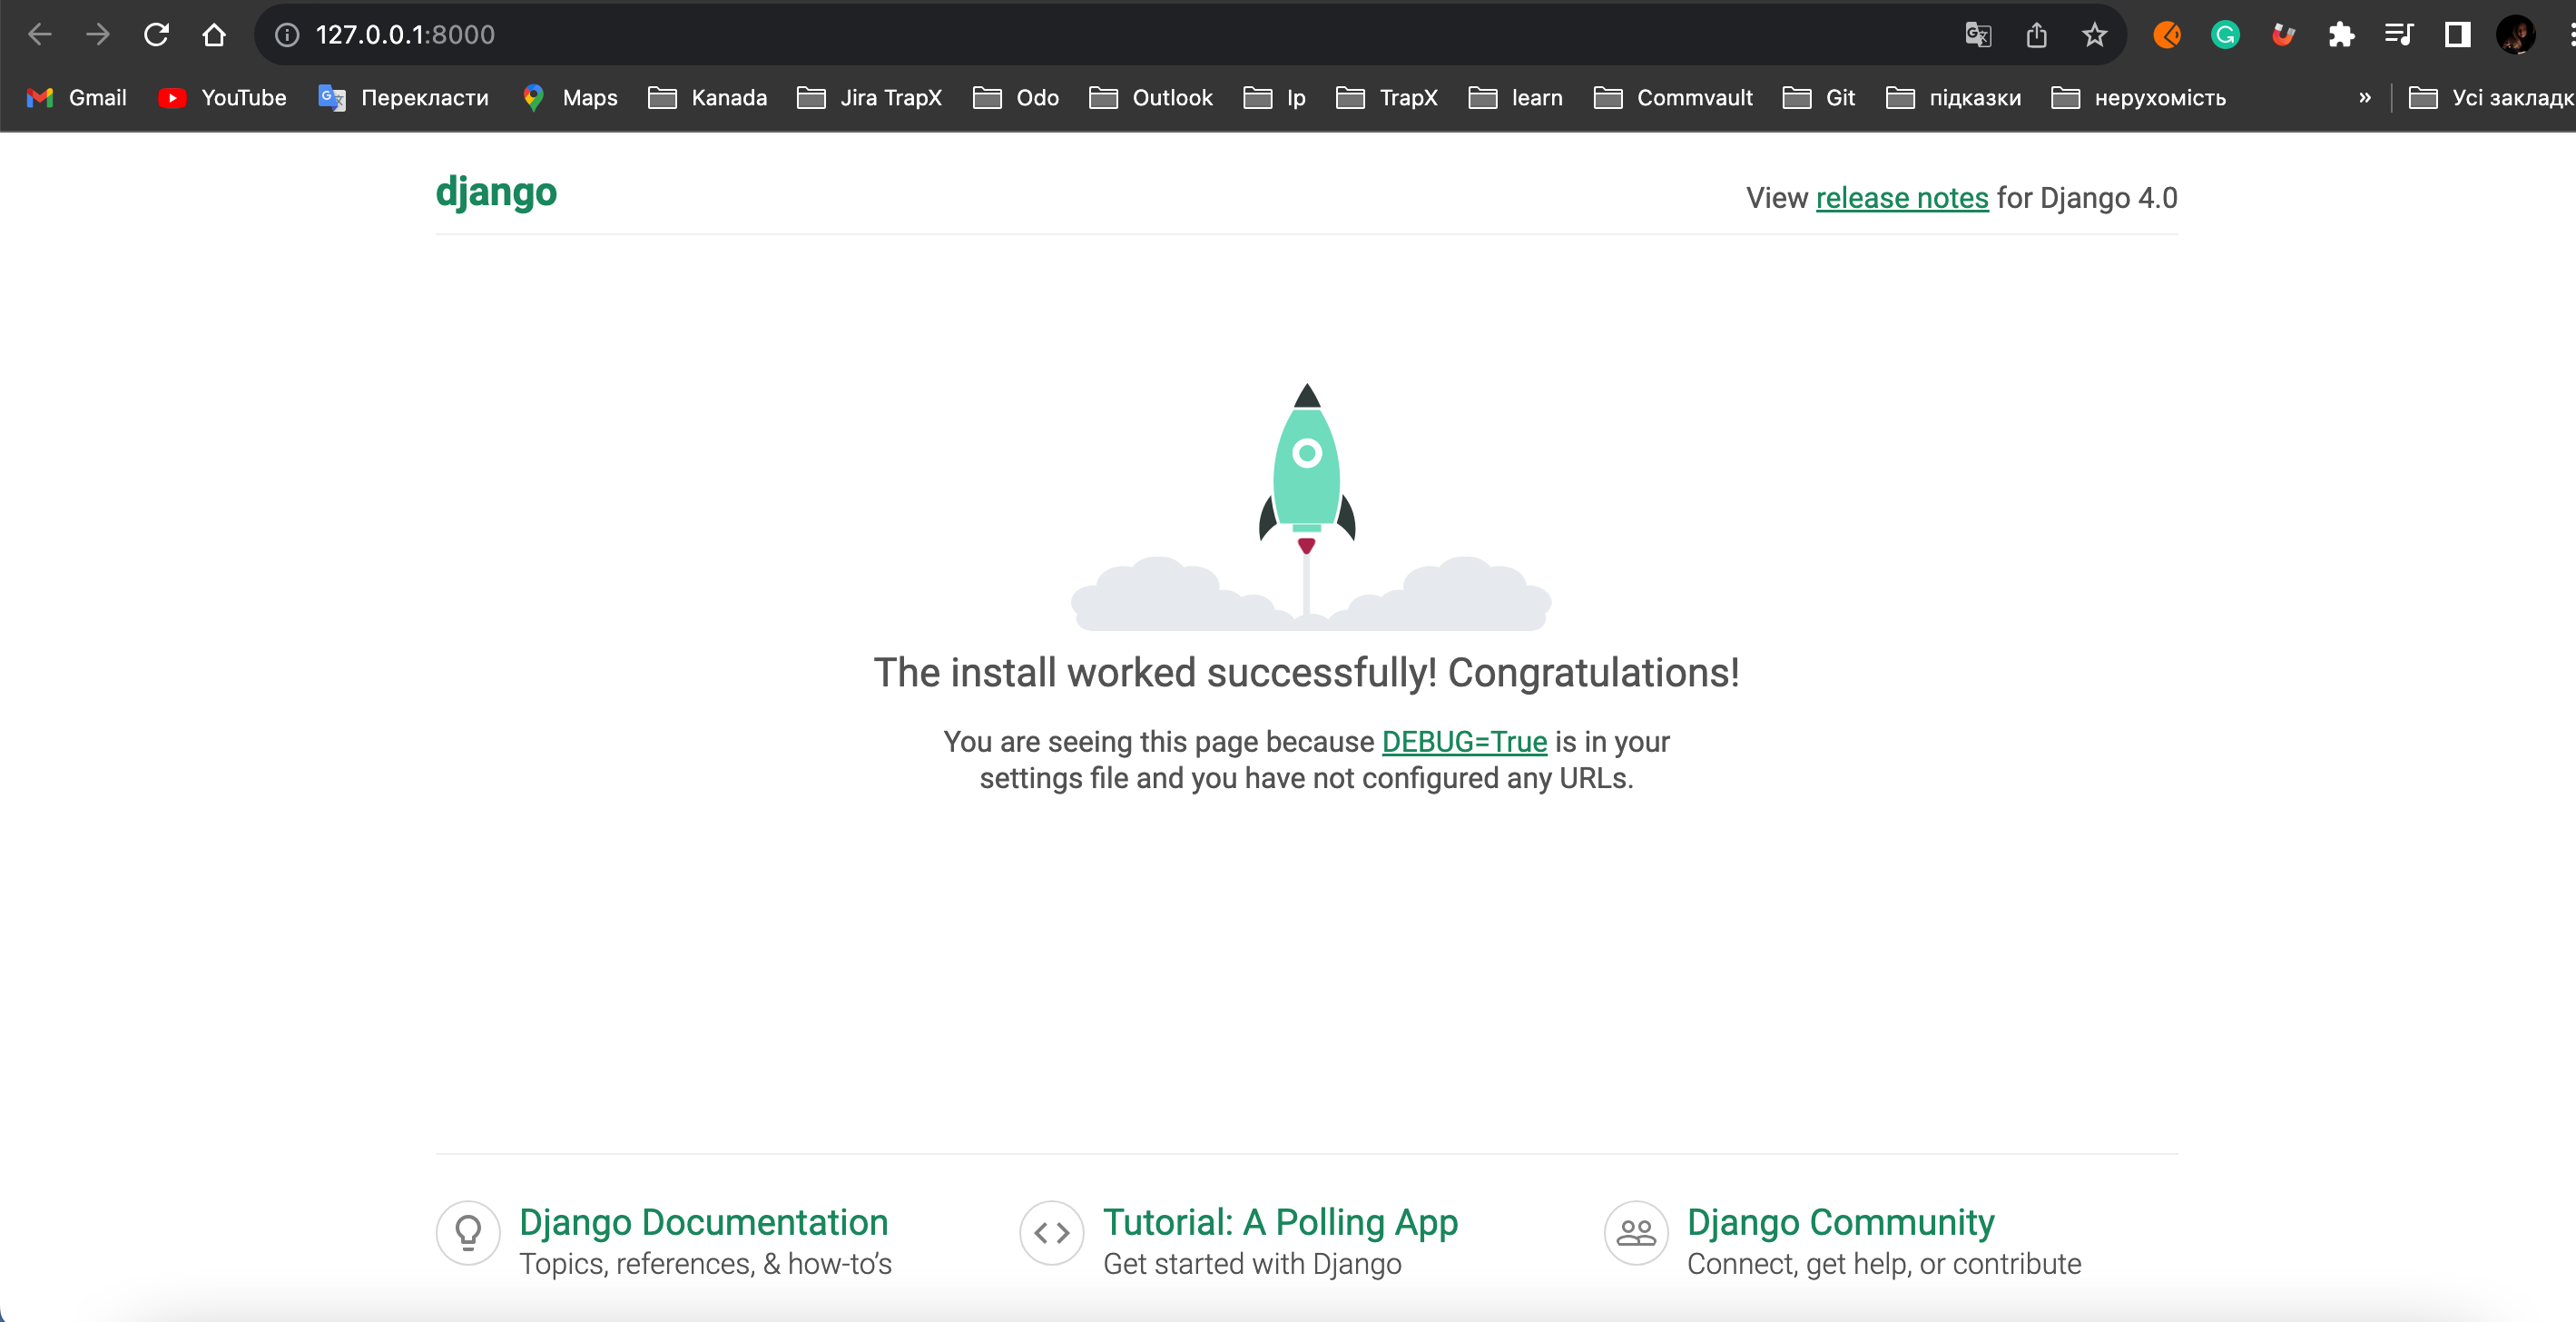 127.0.0.1:8000
Gmail YouTube Перекласти Maps Kanada Jira TrapX Odo Outlook Ip TrapX learn Commvault Git підказки нерухомість » Усі закладк
django
View release notes for Django 4.0
The install worked successfully! Congratulations!
You are seeing this page because DEBUG=True is in your
settings file and you have not configured any URLs.
Django Documentation
Topics, references, & how-to’s
Tutorial: A Polling App
Get started with Django
Django Community
Connect, get help, or contribute